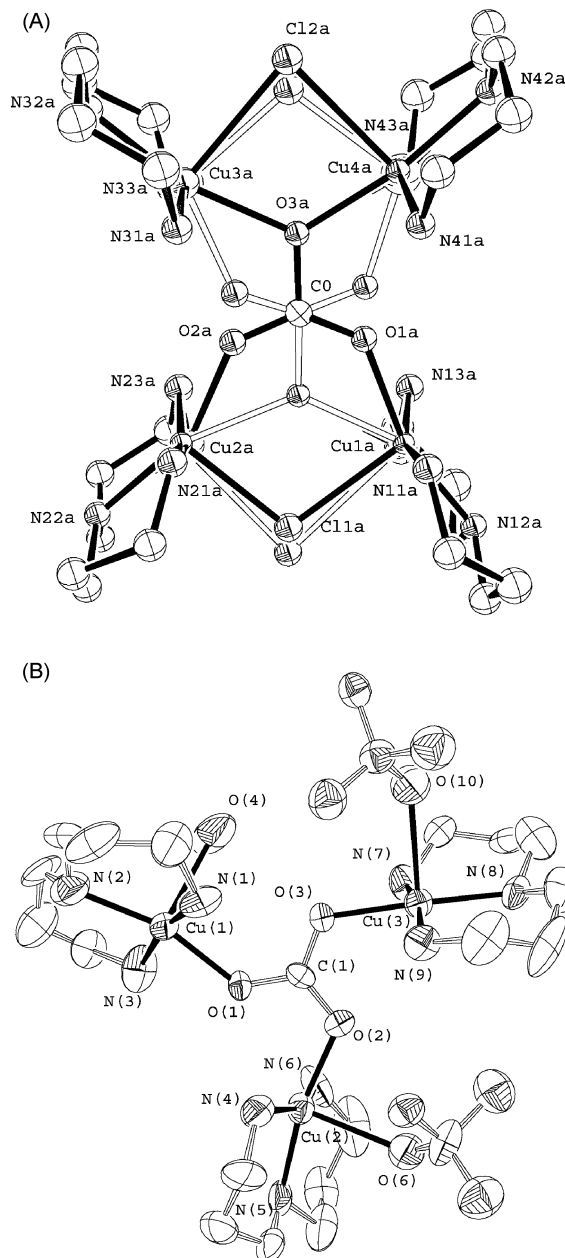 (A)
Cl2a
N32a
N42a
N43a
Cu3a
Cu4a
N33a
O3a
N31a
N41a
C0
O2a
O1a
N23a
N13a
Cu2a
Cu1a
N21a
N11a
N22a
Cl1a
N12a
(B)
O(10)
O(4)
N(7)
N(8)
N(2)
N(1)
O(3)
Cu(1)
Cu(3)
C(1)
N(9)
N(3)
O(1)
O(2)
N(6)
N(4)
Cu(2)
O(6)
N(5)